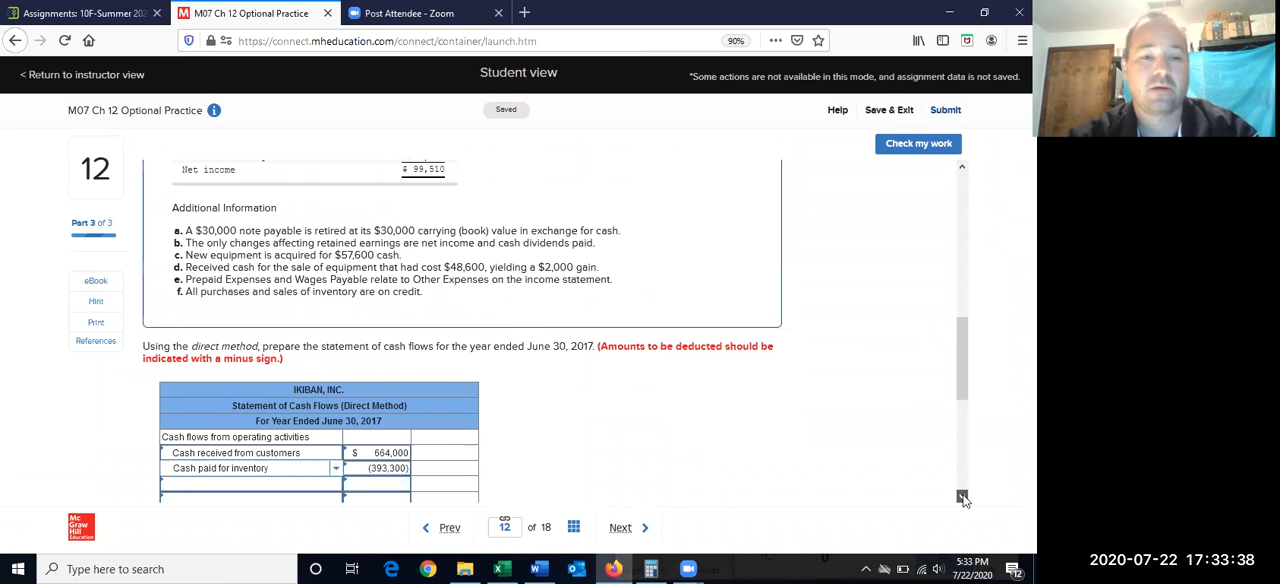 Assignments: 10F-Summer 202
M07 Ch 12 Optional Practice
Post Attendee - Zoom
https://connect.mheducation.com/connect/container/launch.htm
90%
< Return to instructor view
Student view
*Some actions are not available in this mode, and assignment data is not saved.
M07 Ch 12 Optional Practice
Saved
Help
Save & Exit
Submit
Check my work
12
Part 3 of 3
eBook
Hint
Print
References
Net income $ 99,510
Additional Information
a. A $30,000 note payable is retired at its $30,000 carrying (book) value in exchange for cash.
b. The only changes affecting retained earnings are net income and cash dividends paid.
c. New equipment is acquired for $57,600 cash.
d. Received cash for the sale of equipment that had cost $48,600, yielding a $2,000 gain.
e. Prepaid Expenses and Wages Payable relate to Other Expenses on the income statement.
f. All purchases and sales of inventory are on credit.
Using the direct method, prepare the statement of cash flows for the year ended June 30, 2017. (Amounts to be deducted should be
indicated with a minus sign.)
IKIBAN, INC.
Statement of Cash Flows (Direct Method)
For Year Ended June 30, 2017
Cash flows from operating activities
Cash received from customers $ 664,000
Cash paid for inventory (393,300)
Mc
Graw
Hill
Education
Prev
12
of 18
Next
Type here to search
5:33 PM
7/22/2020
12
2020-07-22 17:33:38